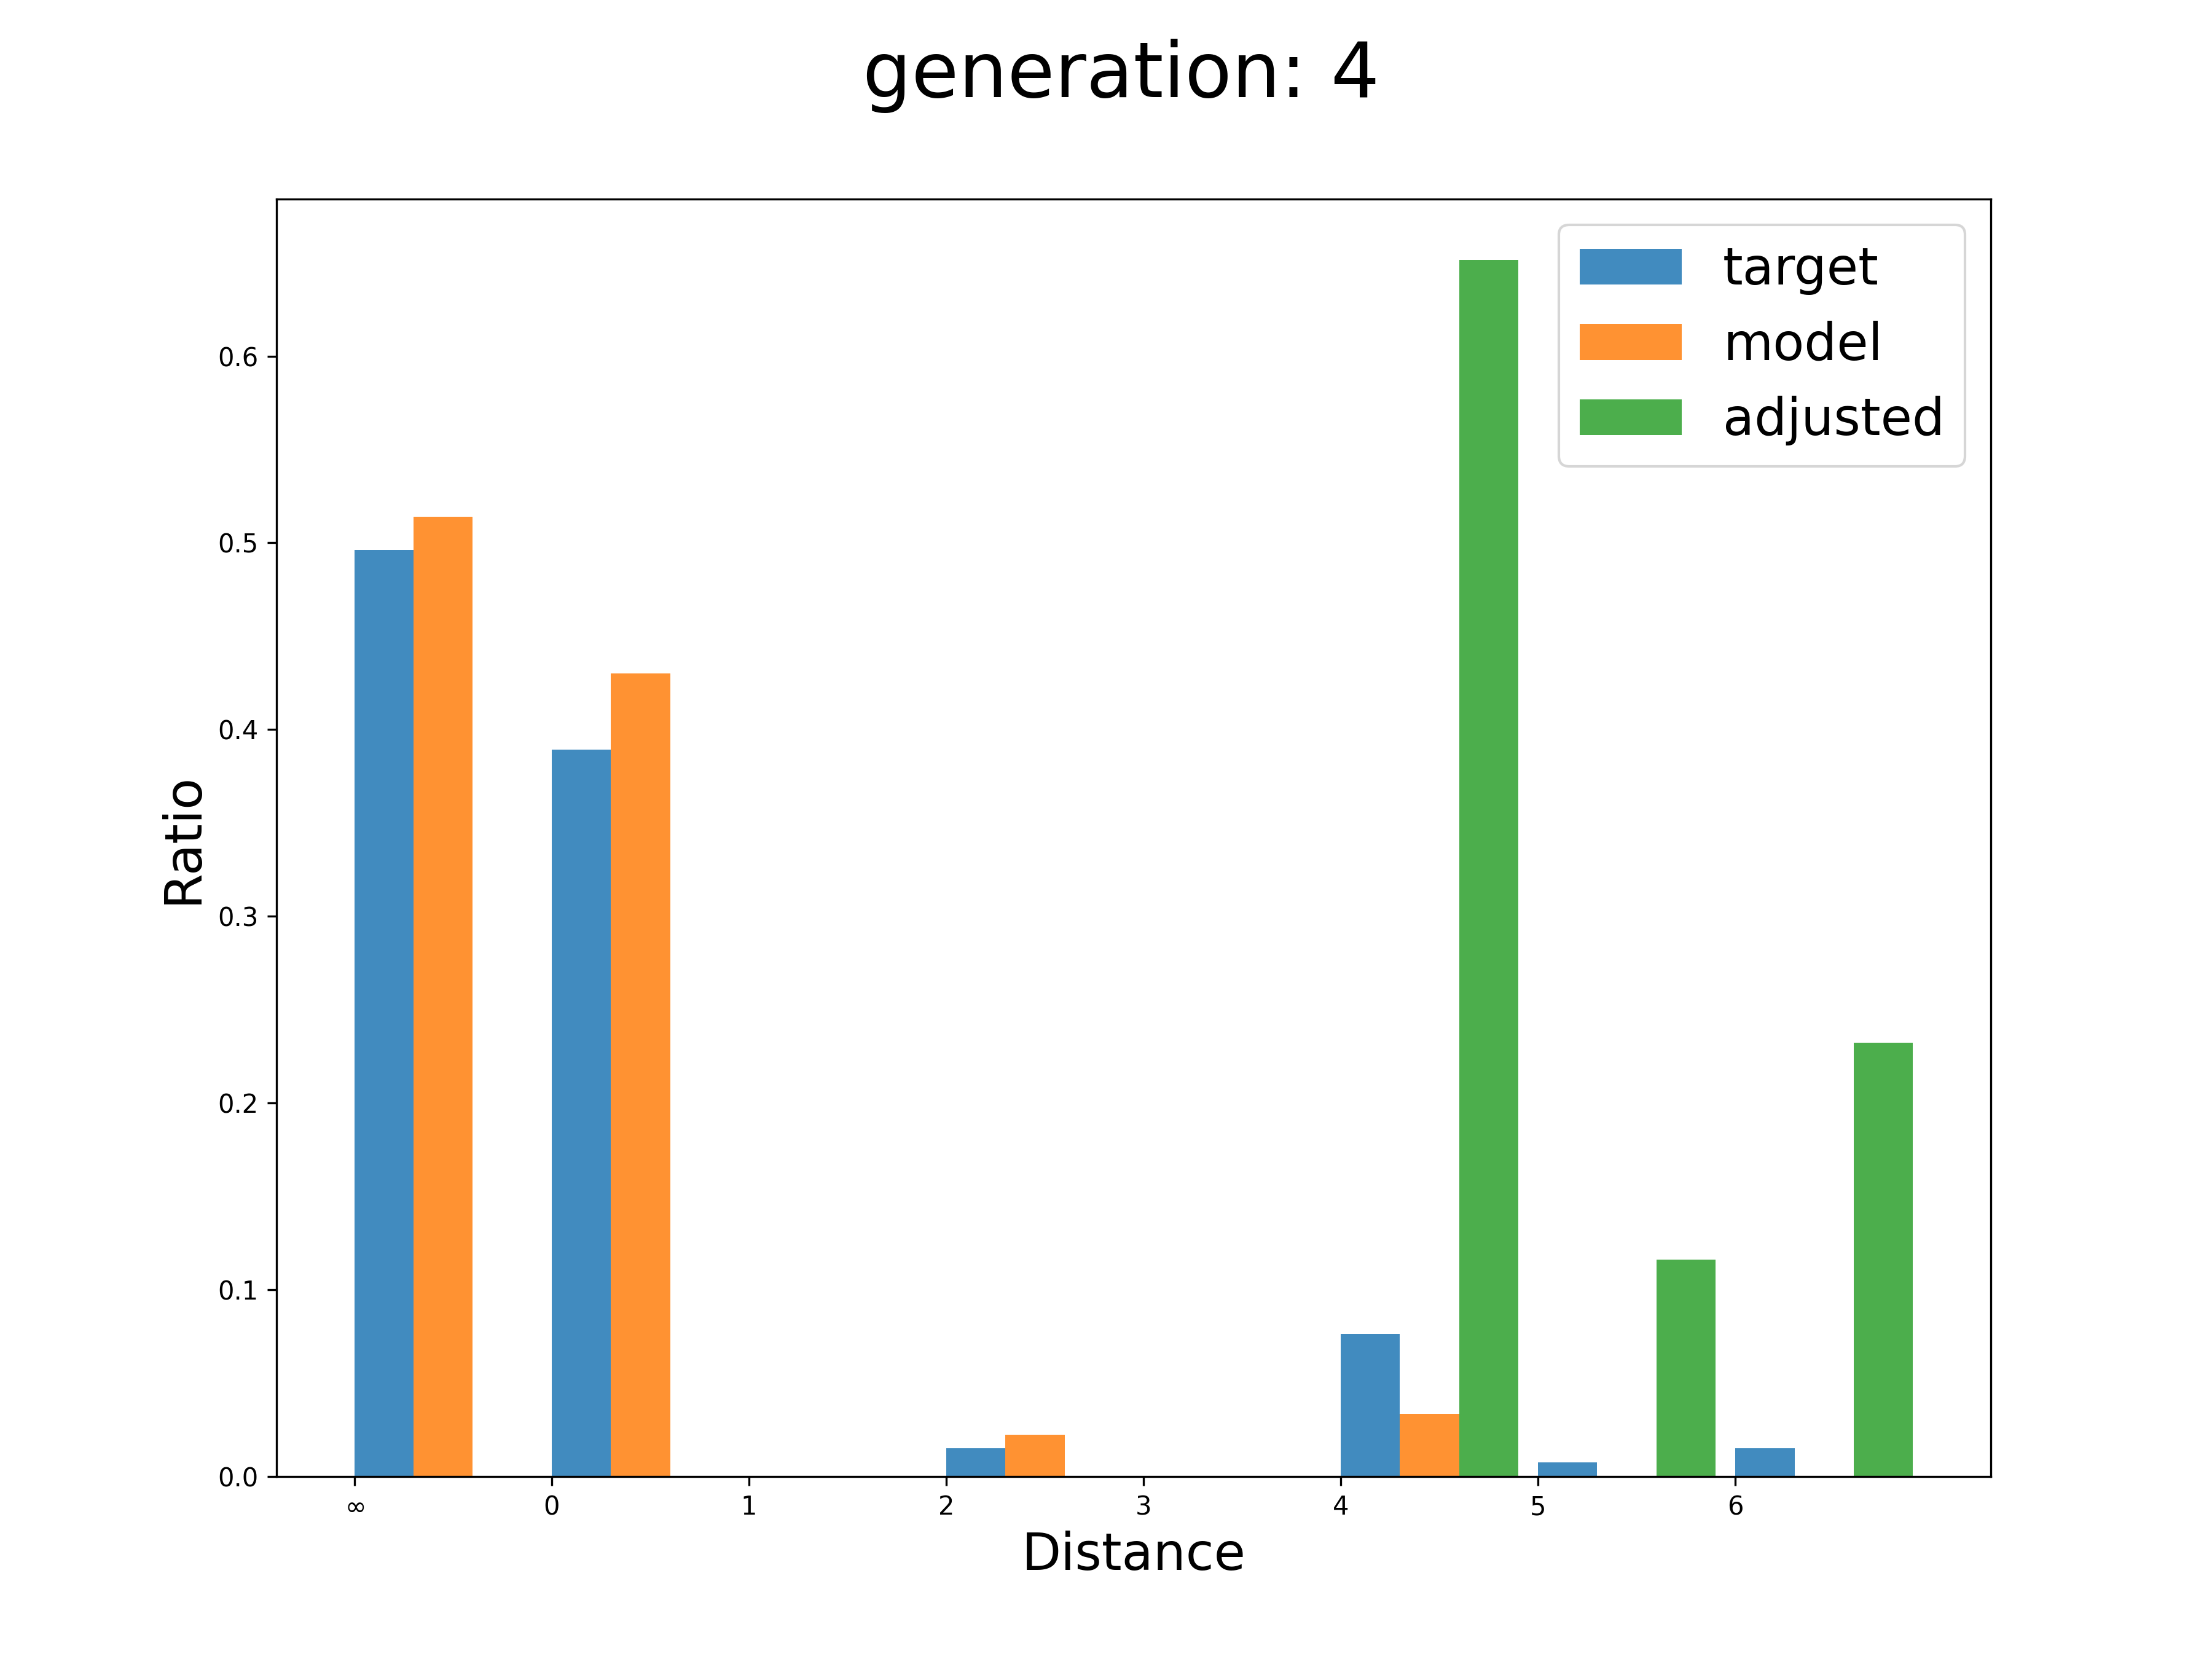 generation: 4
target
model
adjusted
0.6
0.5
0.4
0.3
0.2
0.1
0.0
Ratio
∞ 0 1 2 3 4 5 6
Distance